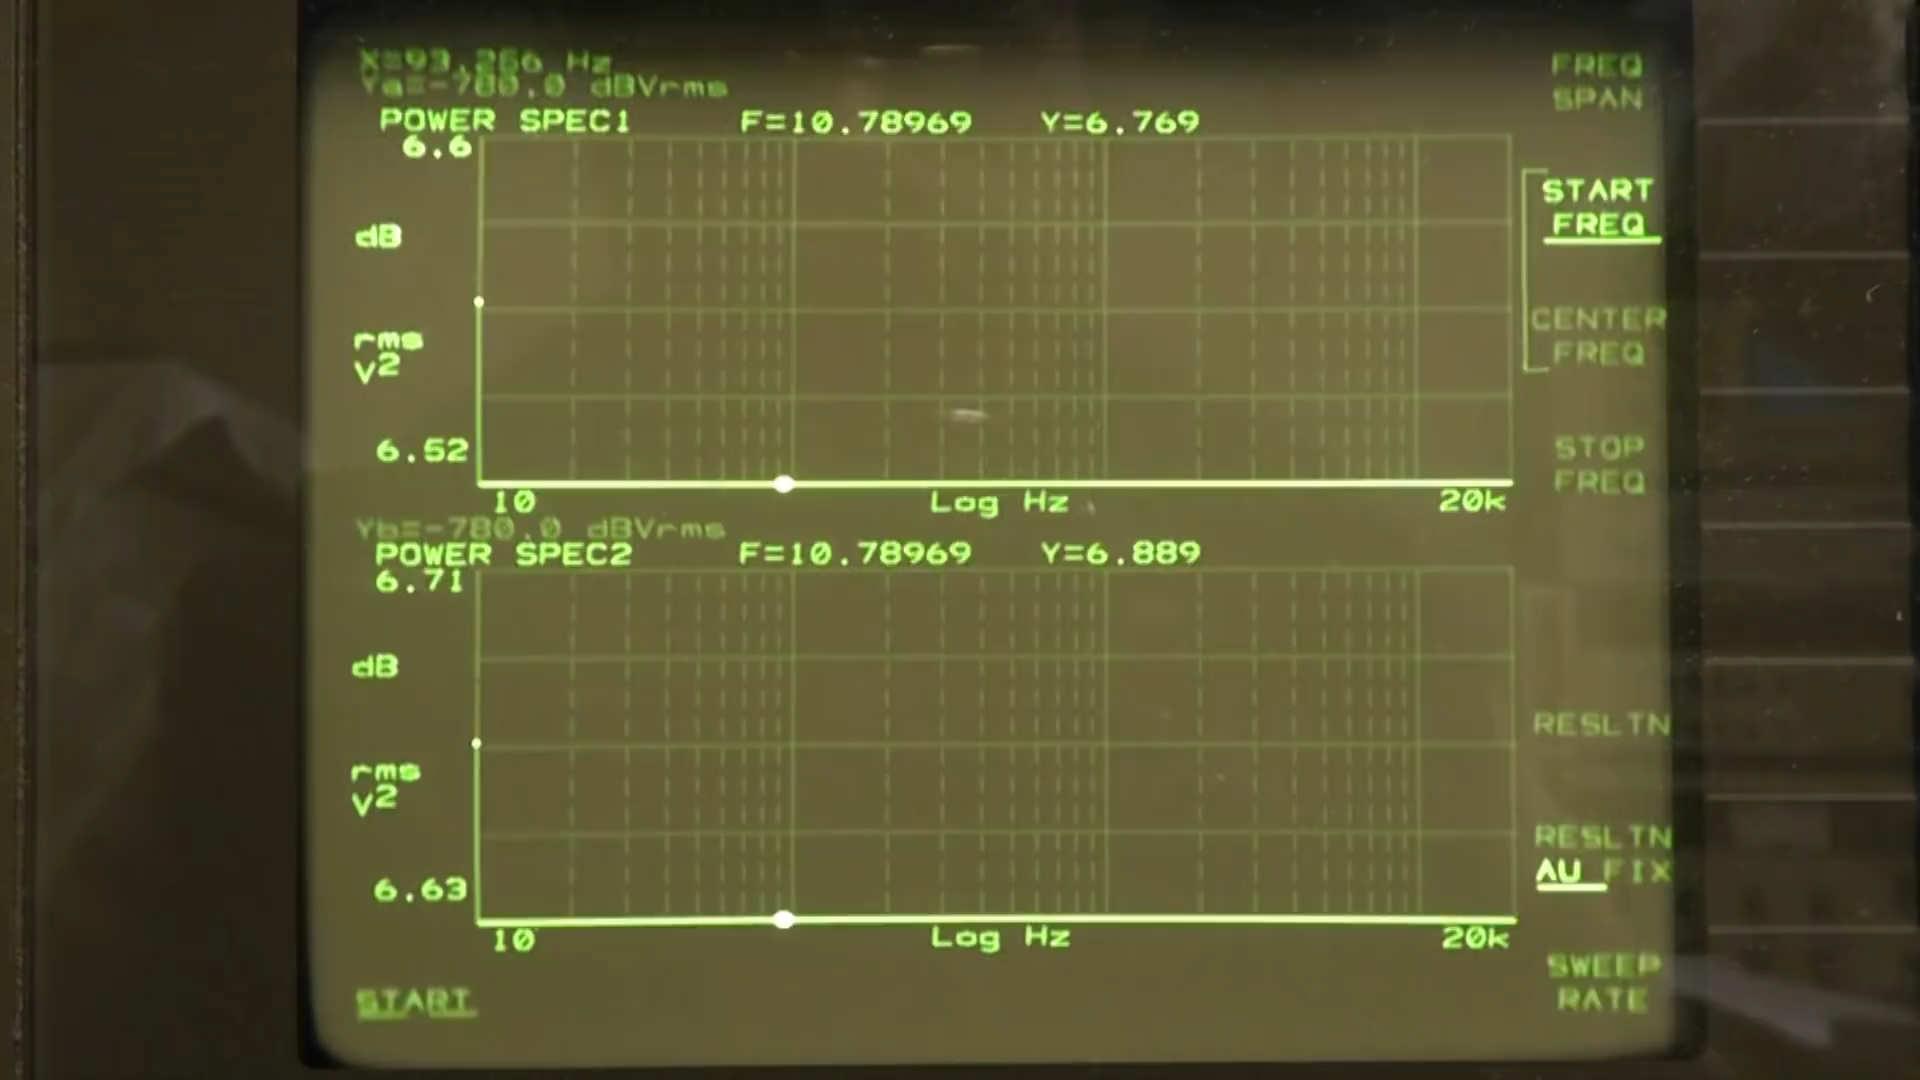 X=93.256 Hz
Ya=-780.0 dBVrms
POWER SPEC1 F=10.78969 Y=6.769
6.6
dB
rms
V2
6.52
10 Log Hz 20k
Yb=-780.0 dBVrms
POWER SPEC2 F=10.78969 Y=6.889
6.71
dB
rms
V2
6.63
10 Log Hz 20k
START
FREQ
SPAN
START
FREQ
CENTER
FREQ
STOP
FREQ
RESLTN
RESLTN
AU FIX
SWEEP
RATE